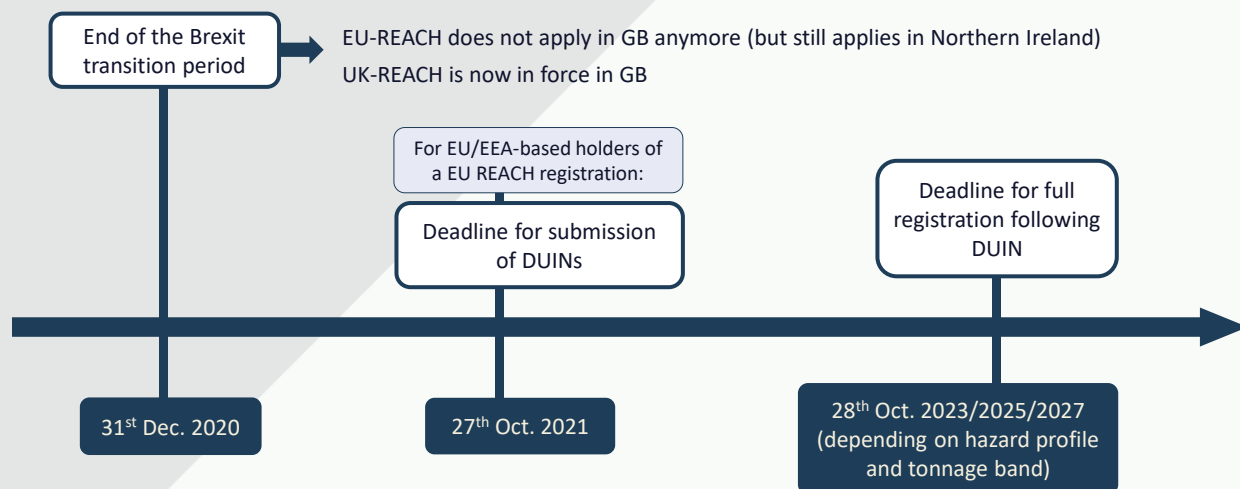 End of the Brexit
transition period
EU-REACH does not apply in GB anymore (but still applies in Northern Ireland)
UK-REACH is now in force in GB
For EU/EEA-based holders of
a EU REACH registration:
Deadline for submission
of DUINs
Deadline for full
registration following
DUIN
31st Dec. 2020
27th Oct. 2021
28th Oct. 2023/2025/2027
(depending on hazard profile
and tonnage band)